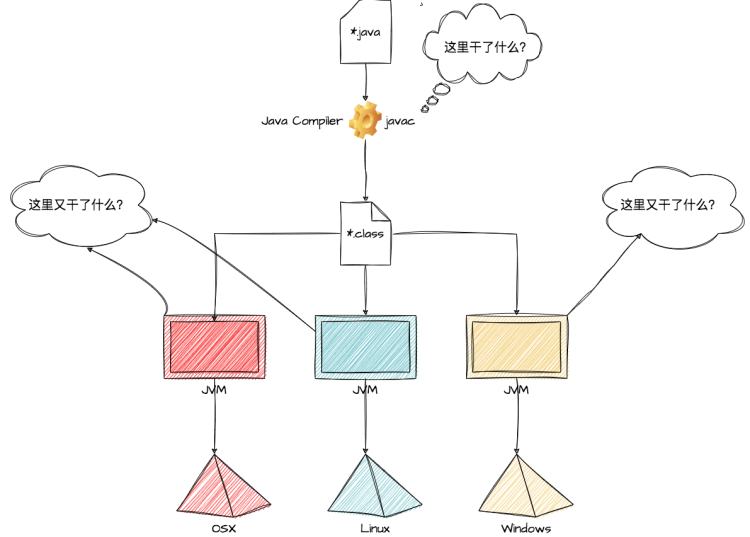 *.java
这里干了什么?
Java Compiler
javac
这里又干了什么?
这里又干了什么?
*.class
JVM
JVM
JVM
OSX
Linux
Windows